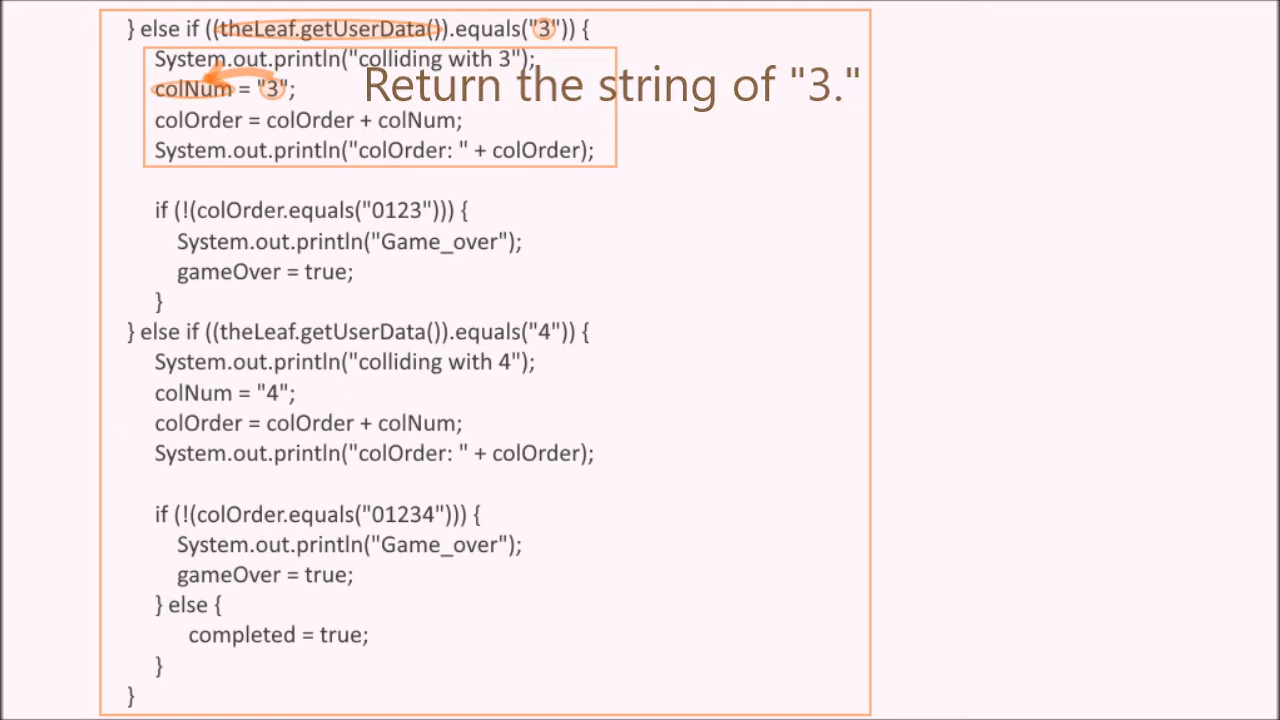 } else if ((theLeaf.getUserData()).equals("3")) {
System.out.println("colliding with 3");
colNum = "3";
Return the string of "3."
colOrder = colOrder + colNum;
System.out.println("colOrder: " + colOrder);
if (!(colOrder.equals("0123"))) {
System.out.println("Game_over");
gameOver = true;
}
} else if ((theLeaf.getUserData()).equals("4")) {
System.out.println("colliding with 4");
colNum = "4";
colOrder = colOrder + colNum;
System.out.println("colOrder: " + colOrder);
if (!(colOrder.equals("01234"))) {
System.out.println("Game_over");
gameOver = true;
} else {
completed = true;
}
}